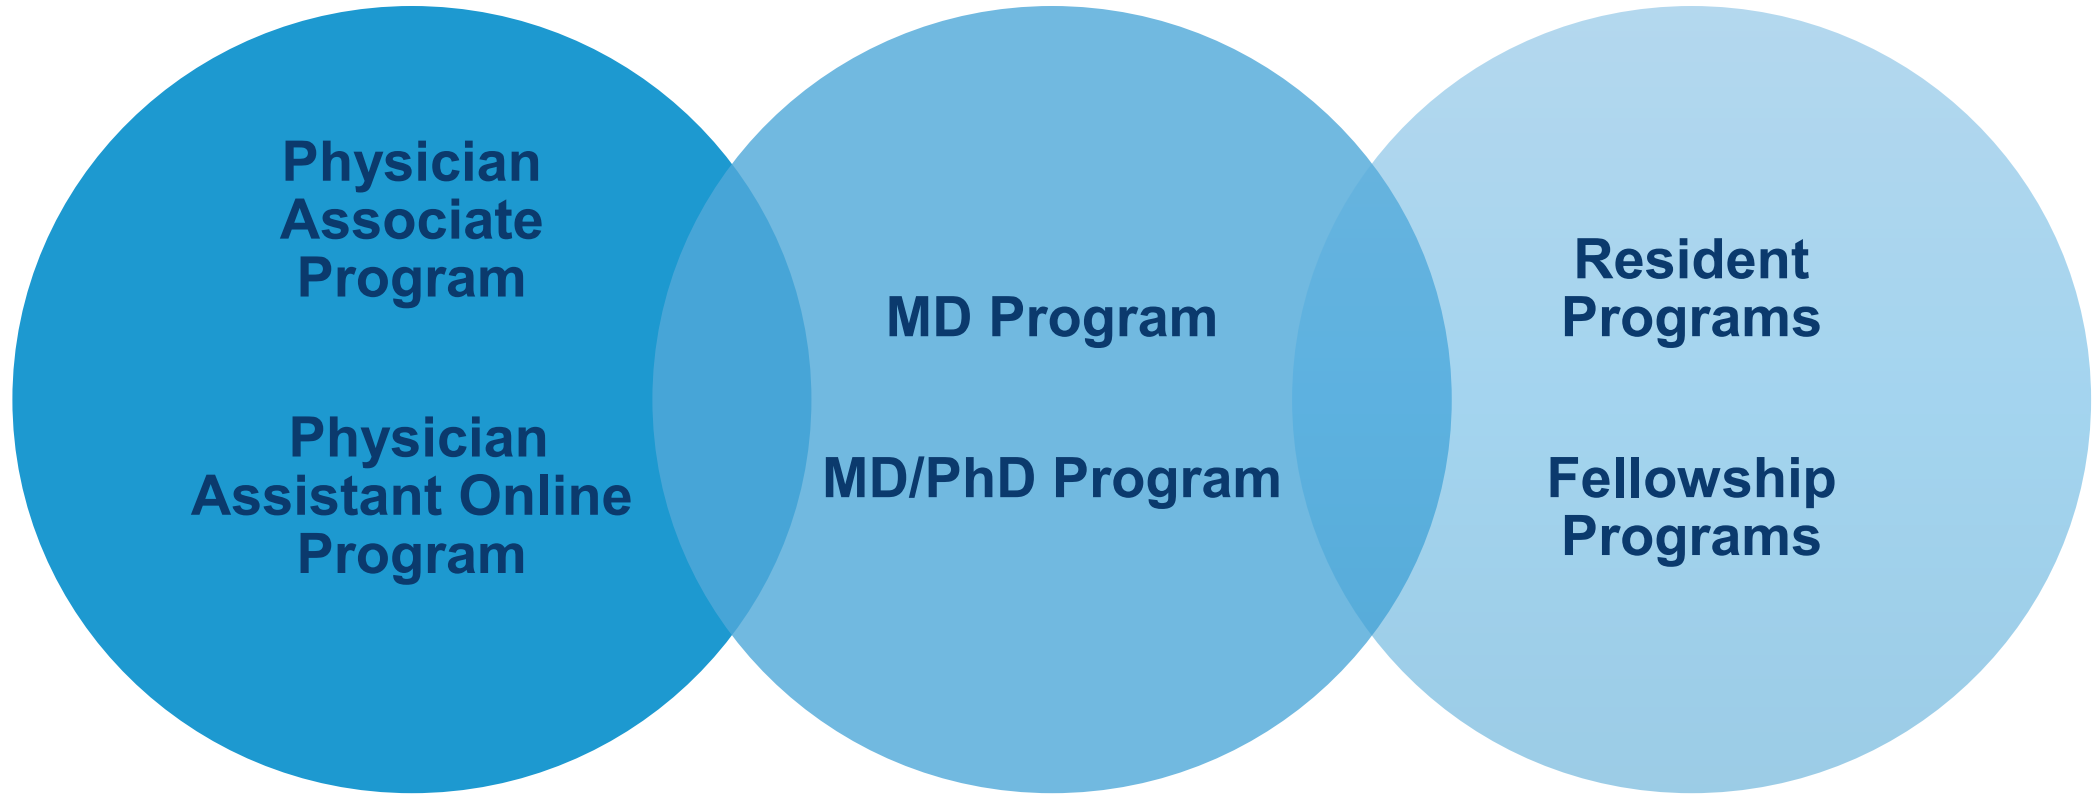 Physician
Associate
Program
Physician
Assistant Online
Program
MD Program
MD/PhD Program
Resident
Programs
Fellowship
Programs